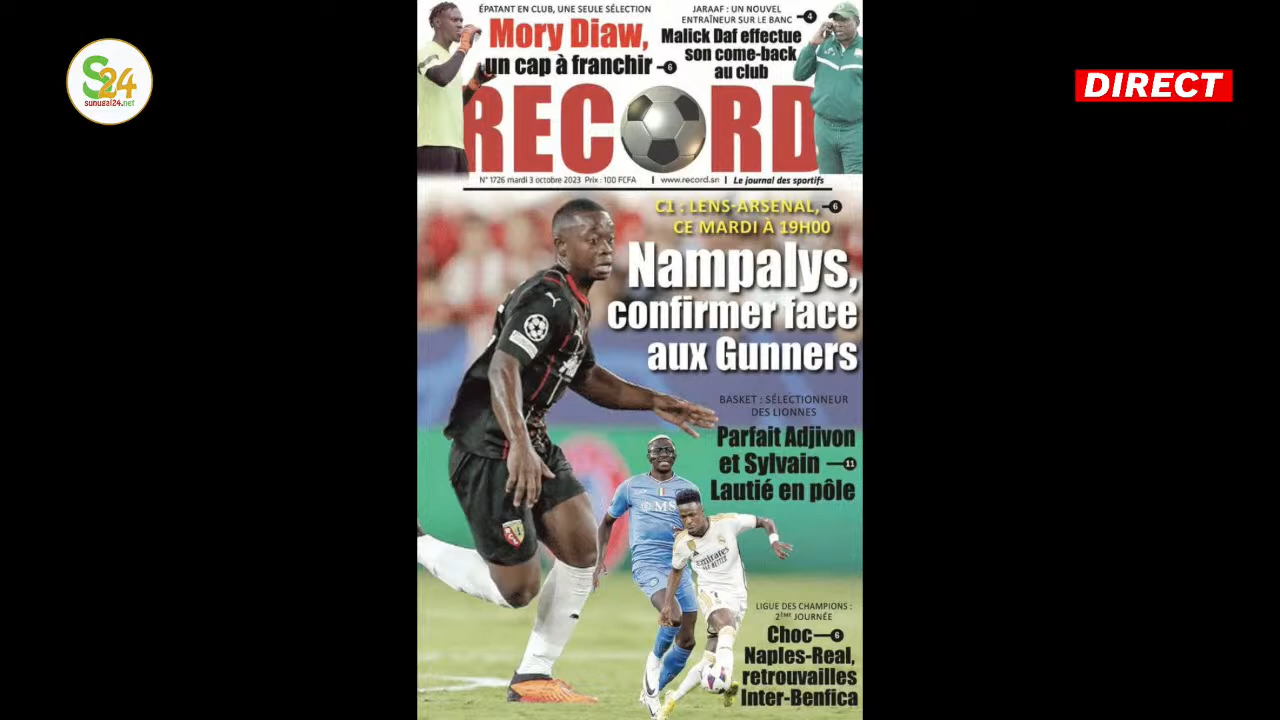 S24
sunugal24.net
DIRECT
ÉPATANT EN CLUB, UNE SEULE SÉLECTION
Mory Diaw,
un cap à franchir 6
JARAAF : UN NOUVEL
ENTRAÎNEUR SUR LE BANC 4
Malick Daf effectue
son come-back
au club
RECORD
N° 1726 mardi 3 octobre 2023 Prix : 100 FCFA | www.record.sn | Le journal des sportifs
C1 : LENS-ARSENAL, 6
CE MARDI À 19H00
Nampalys,
confirmer face
aux Gunners
BASKET : SÉLECTIONNEUR
DES LIONNES
Parfait Adjivon
et Sylvain 11
Lautié en pôle
LIGUE DES CHAMPIONS :
2ÈME JOURNÉE
Choc 6
Naples-Real,
retrouvailles
Inter-Benfica